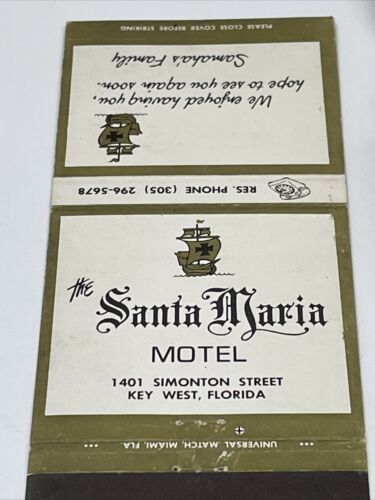 PLEASE CLOSE COVER BEFORE STRIKING
We enjoyed having you,
hope to see you again soon.
Samaha's Family
RES. PHONE (305) 296-5678
the
Santa Maria
MOTEL
1401 SIMONTON STREET
KEY WEST, FLORIDA
••• UNIVERSAL MATCH, MIAMI, FLA •••